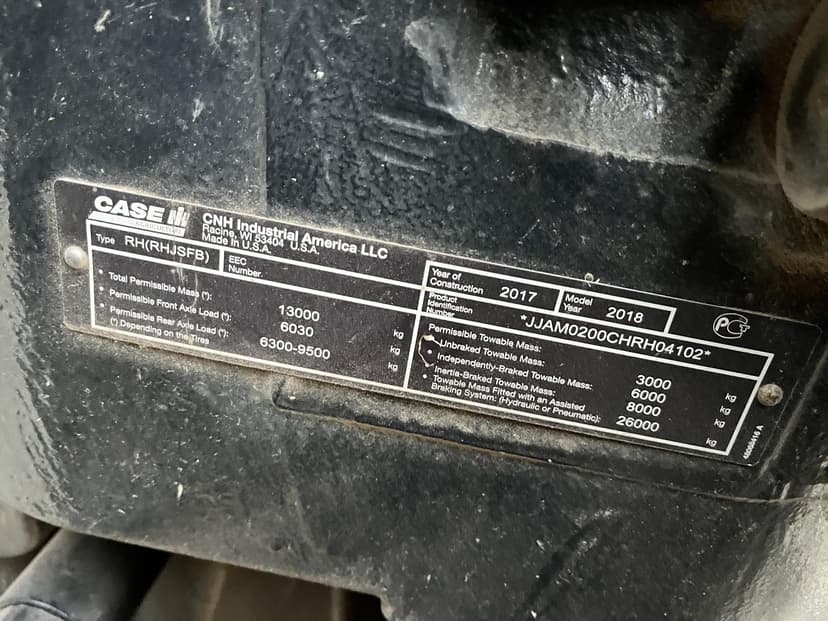 CASE IH
AGRICULTURE
CNH Industrial America LLC
Racine, WI 53404 U.S.A.
Made In U.S.A.
Type RH(RHJSFB) EEC Number.
• Total Permissible Mass (*): 13000 kg
• Permissible Front Axle Load (*): 6030 kg
• Permissible Rear Axle Load (*): 6300-9500 kg
(*) Depending on the Tires
Year of Construction 2017 Model Year 2018
Product Identification Number *JJAM0200CHRH04102*
Permissible Towable Mass:
• Unbraked Towable Mass: 3000 kg
• Independently-Braked Towable Mass: 6000 kg
• Inertia-Braked Towable Mass: 8000 kg
• Towable Mass Fitted with an Assisted
Braking System: (Hydraulic or Pneumatic): 26000 kg